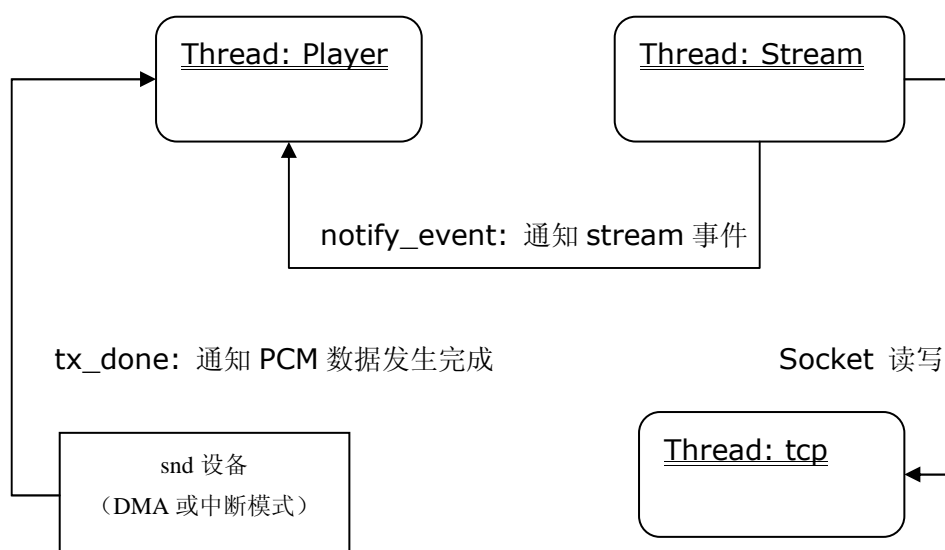 Thread: Player
Thread: Stream
notify_event: 通知 stream 事件
tx_done: 通知 PCM 数据发生完成
Socket 读写
snd 设备
（DMA 或中断模式）
Thread: tcp